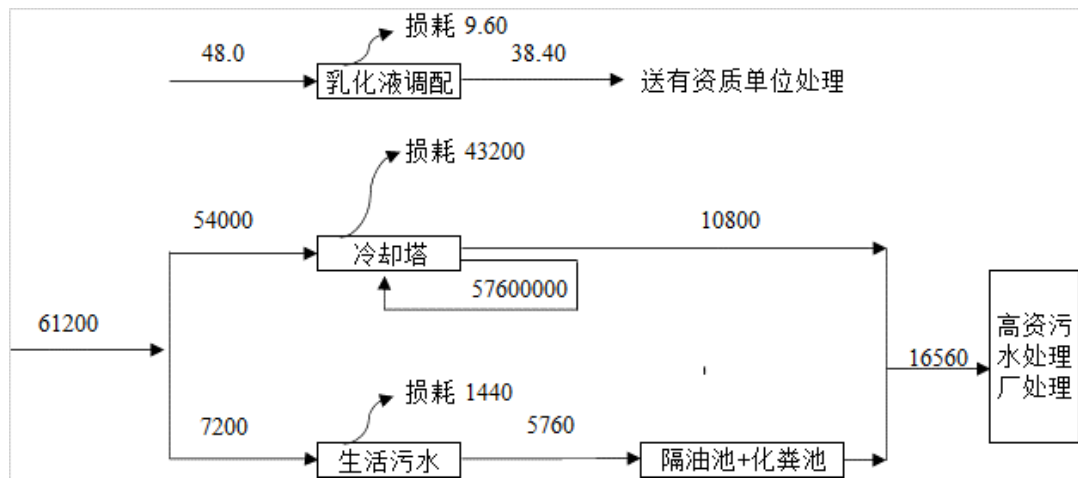 损耗 9.60
48.0
38.40
乳化液调配
送有资质单位处理
损耗 43200
54000
10800
冷却塔
57600000
61200
高资污
水处理
厂处理
16560
损耗 1440
7200
5760
生活污水
隔油池+化粪池